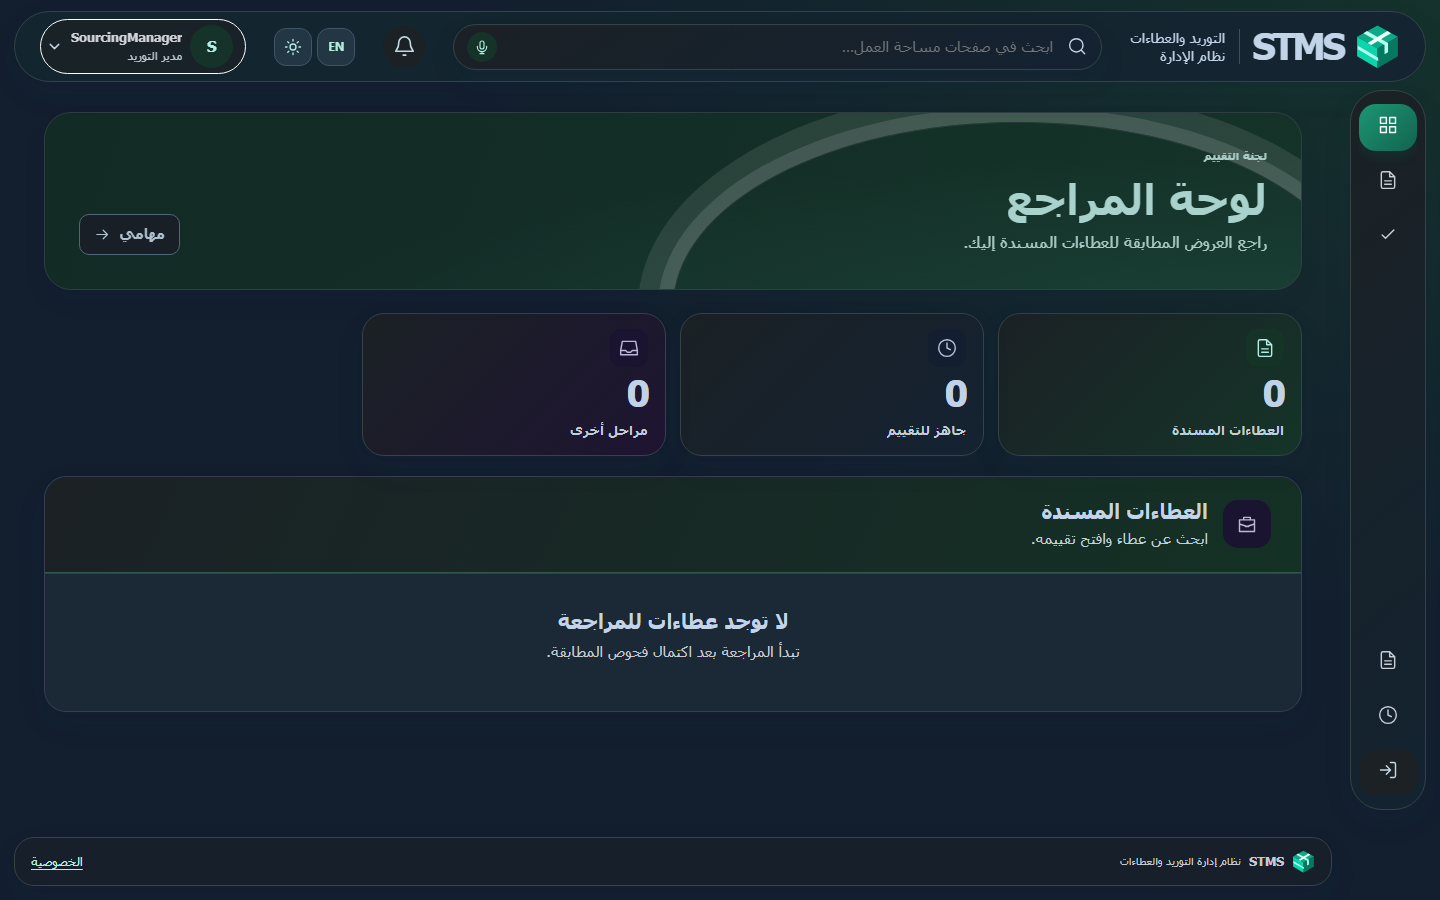 STMS
التوريد والعطاءات
نظام الإدارة
ابحث في صفحات مساحة العمل...
EN
S
SourcingManager
مدير التوريد
لجنة التقييم
لوحة المراجع
راجع العروض المطابقة للعطاءات المسندة إليك.
مهامي
0
العطاءات المسندة
0
جاهز للتقييم
0
مراحل أخرى
العطاءات المسندة
ابحث عن عطاء وافتح تقييمه.
لا توجد عطاءات للمراجعة
تبدأ المراجعة بعد اكتمال فحوص المطابقة.
STMS نظام إدارة التوريد والعطاءات
الخصوصية